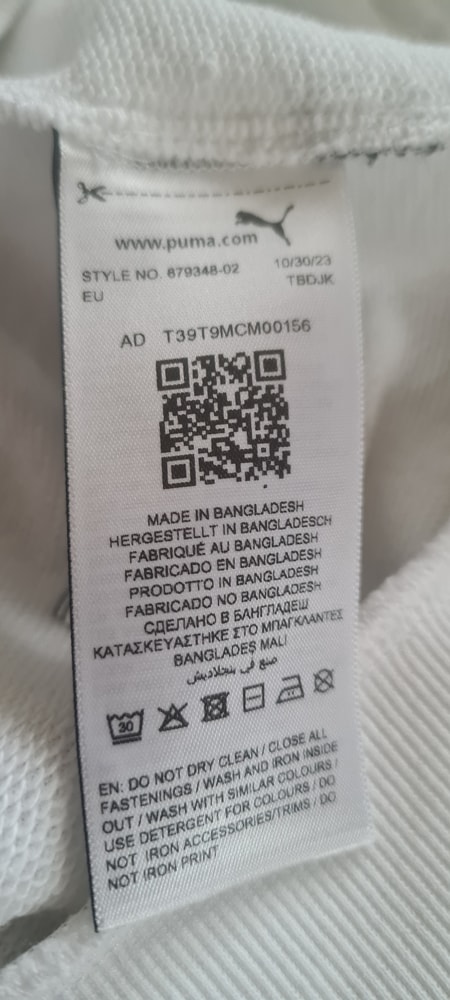 www.puma.com
STYLE NO. 679348-02 10/30/23
EU TBDJK
AD T39T9MCM00156
MADE IN BANGLADESH
HERGESTELLT IN BANGLADESCH
FABRIQUÉ AU BANGLADESH
FABRICADO EN BANGLADESH
PRODOTTO IN BANGLADESH
FABRICADO NO BANGLADESH
СДЕЛАНО В БАНГЛАДЕШ
ΚΑΤΑΣΚΕΥΑΣΤΗΚΕ ΣΤΟ ΜΠΑΓΚΛΑΝΤΕΣ
BANGLADEŞ MALI
صنع في بنجلاديش
30
EN: DO NOT DRY CLEAN / CLOSE ALL
FASTENINGS / WASH AND IRON INSIDE
OUT / WASH WITH SIMILAR COLOURS /
USE DETERGENT FOR COLOURS / DO
NOT IRON ACCESSORIES/TRIMS / DO
NOT IRON PRINT